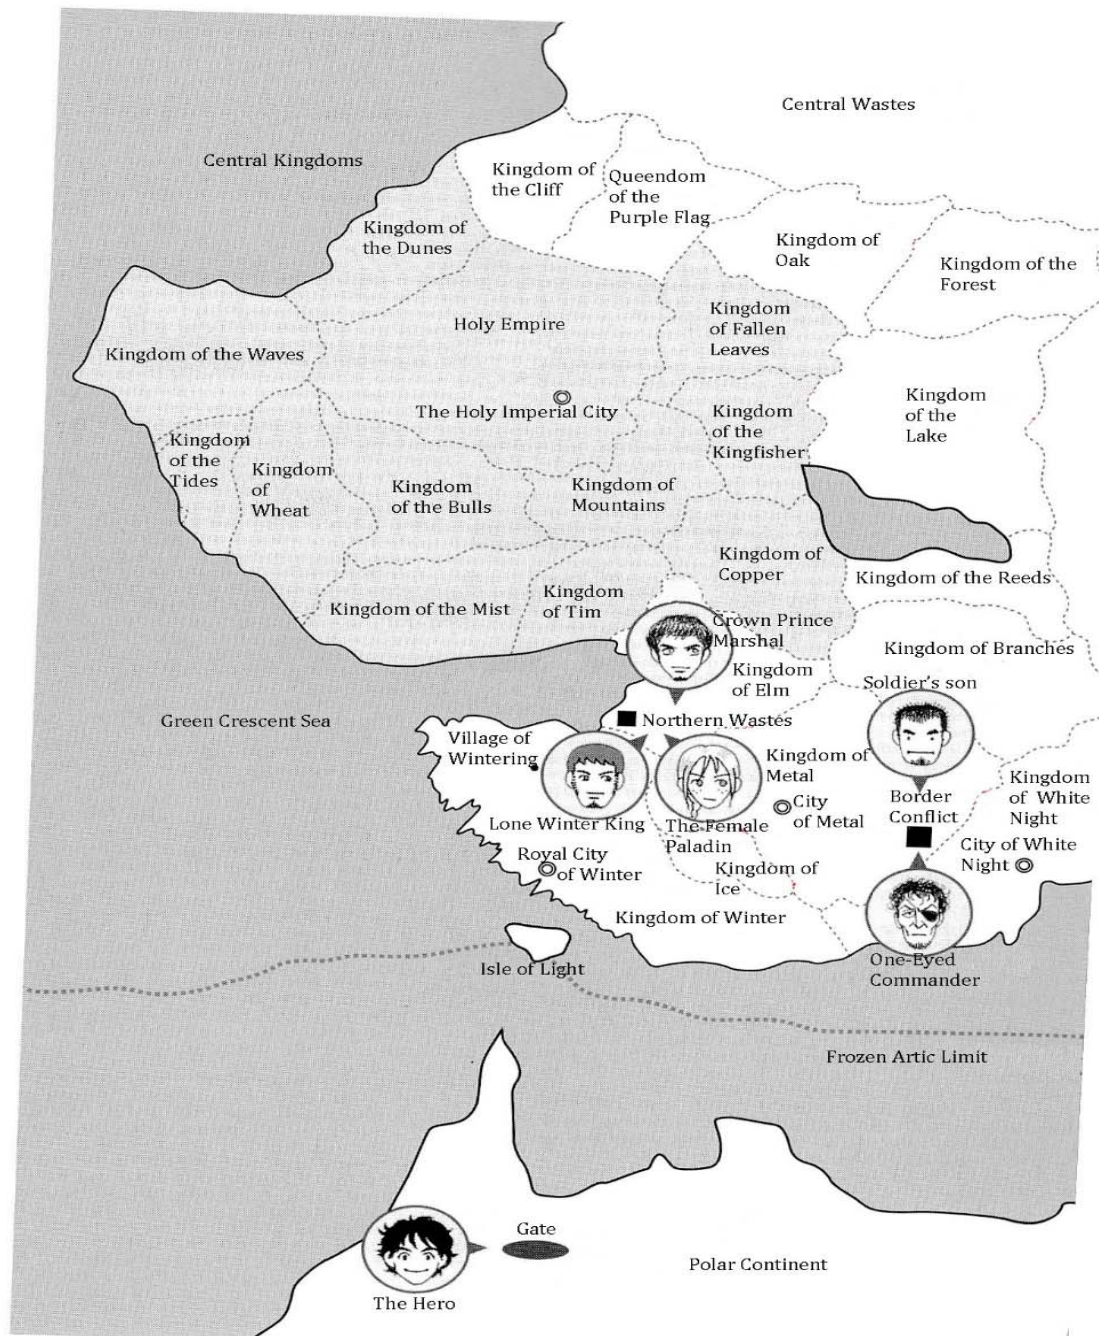 Central Wastes
Central Kingdoms
Kingdom of
the Cliff
Queendom
of the
Purple Flag
Kingdom of
the Dunes
Kingdom of
Oak
Kingdom of the
Forest
Holy Empire
Kingdom
of Fallen
Leaves
Kingdom of the Waves
Kingdom
of the
Lake
The Holy Imperial City
Kingdom
of the
Kingfisher
Kingdom
of the
Tides
Kingdom
of
Wheat
Kingdom
of the Bulls
Kingdom of
Mountains
Kingdom of
Copper
Kingdom of the Reeds
Kingdom of the Mist
Kingdom
of Tim
Crown Prince
Marshal
Kingdom of Branches
Kingdom
of Elm
Soldier's son
Green Crescent Sea
Northern Wastes
Village of
Wintering
Kingdom of
Metal
Kingdom
of White
Night
City
of Metal
Border
Conflict
Lone Winter King
The Female
Paladin
City of White
Night
Royal City
of Winter
Kingdom of
Ice
Kingdom of Winter
Isle of Light
One-Eyed
Commander
Frozen Artic Limit
Gate
Polar Continent
The Hero